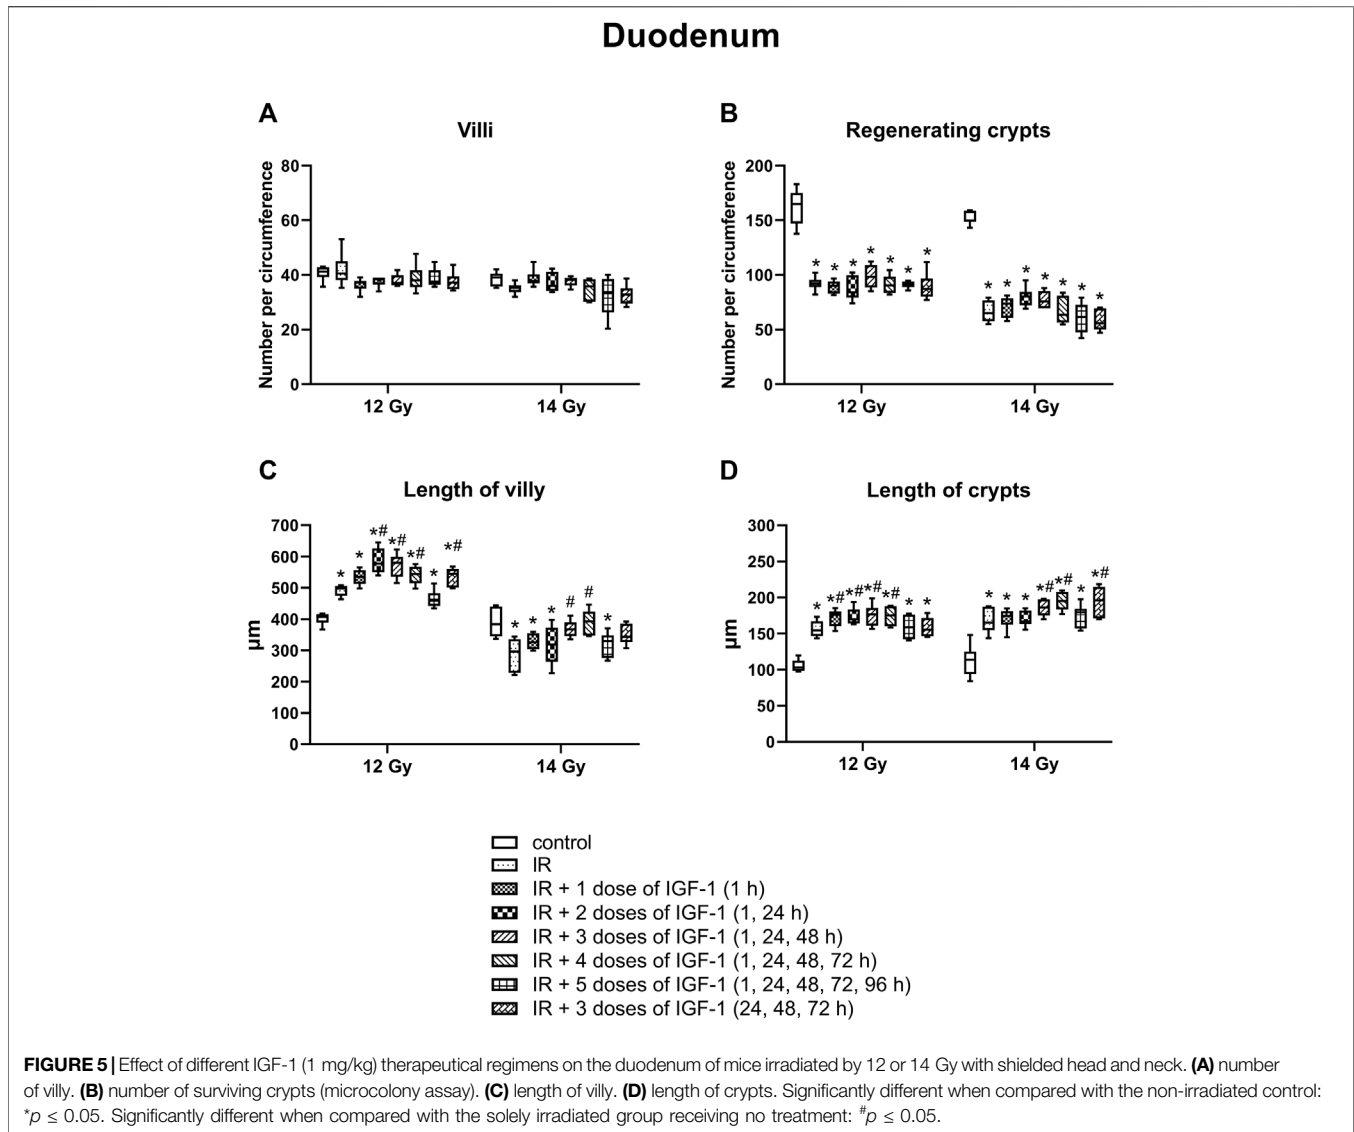 Duodenum
A
Villi
Number per circumference
80
60
40
20
0
12 Gy
14 Gy
B
Regenerating crypts
Number per circumference
200
150
100
50
0
* * * * * * *
* * * * * * *
12 Gy
14 Gy
C
Length of villy
µm
700
600
500
400
300
200
100
0
* * *# *# *# * *#
* * * # # *
12 Gy
14 Gy
D
Length of crypts
µm
300
250
200
150
100
50
0
* *# *# *# *# * *
* * * *# *# * *#
12 Gy
14 Gy
control
IR
IR + 1 dose of IGF-1 (1 h)
IR + 2 doses of IGF-1 (1, 24 h)
IR + 3 doses of IGF-1 (1, 24, 48 h)
IR + 4 doses of IGF-1 (1, 24, 48, 72 h)
IR + 5 doses of IGF-1 (1, 24, 48, 72, 96 h)
IR + 3 doses of IGF-1 (24, 48, 72 h)
FIGURE 5 | Effect of different IGF-1 (1 mg/kg) therapeutical regimens on the duodenum of mice irradiated by 12 or 14 Gy with shielded head and neck. (A) number
of villy. (B) number of surviving crypts (microcolony assay). (C) length of villy. (D) length of crypts. Significantly different when compared with the non-irradiated control:
*p ≤ 0.05. Significantly different when compared with the solely irradiated group receiving no treatment: #p ≤ 0.05.